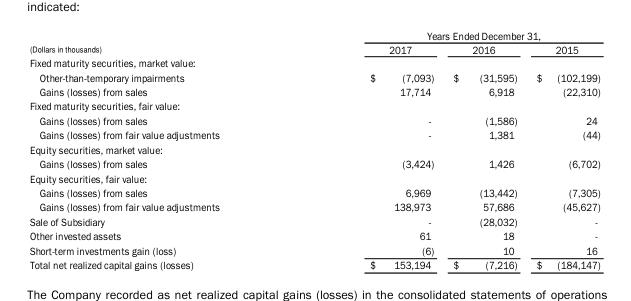 indicated:
Years Ended December 31,
(Dollars in thousands) 2017 2016 2015
Fixed maturity securities, market value:
Other-than-temporary impairments $ (7,093) $ (31,595) $ (102,199)
Gains (losses) from sales 17,714 6,918 (22,310)
Fixed maturity securities, fair value:
Gains (losses) from sales - (1,586) 24
Gains (losses) from fair value adjustments - 1,381 (44)
Equity securities, market value:
Gains (losses) from sales (3,424) 1,426 (6,702)
Equity securities, fair value:
Gains (losses) from sales 6,969 (13,442) (7,305)
Gains (losses) from fair value adjustments 138,973 57,686 (45,627)
Sale of Subsidiary - (28,032) -
Other invested assets 61 18 -
Short-term investments gain (loss) (6) 10 16
Total net realized capital gains (losses) $ 153,194 $ (7,216) $ (184,147)
The Company recorded as net realized capital gains (losses) in the consolidated statements of operations